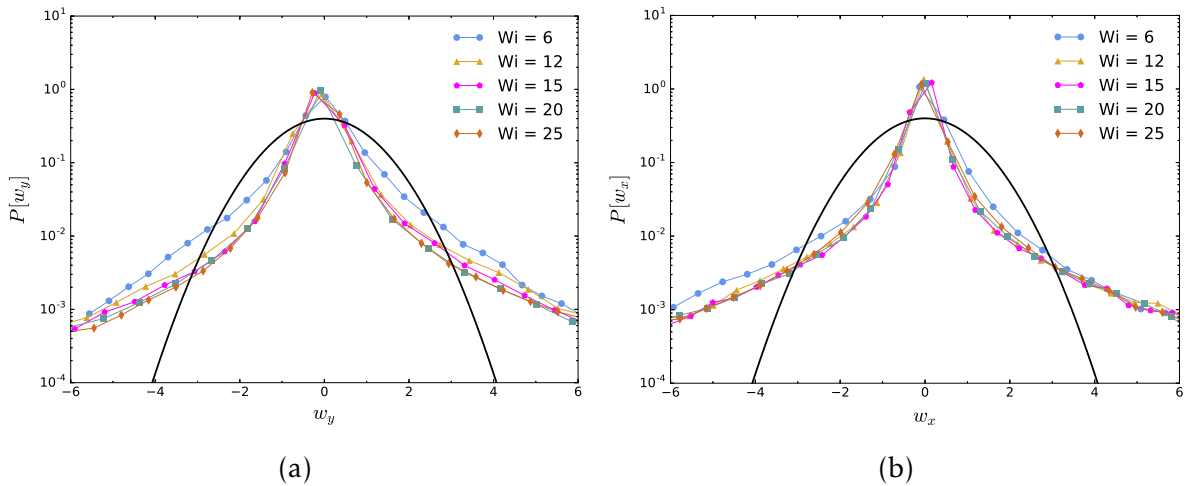 10^1
10^0
10^-1
10^-2
10^-3
10^-4
P[w_y]
Wi = 6
Wi = 12
Wi = 15
Wi = 20
Wi = 25
−6 −4 −2 0 2 4 6
w_y
(a)
10^1
10^0
10^-1
10^-2
10^-3
10^-4
P[w_x]
Wi = 6
Wi = 12
Wi = 15
Wi = 20
Wi = 25
−6 −4 −2 0 2 4 6
w_x
(b)